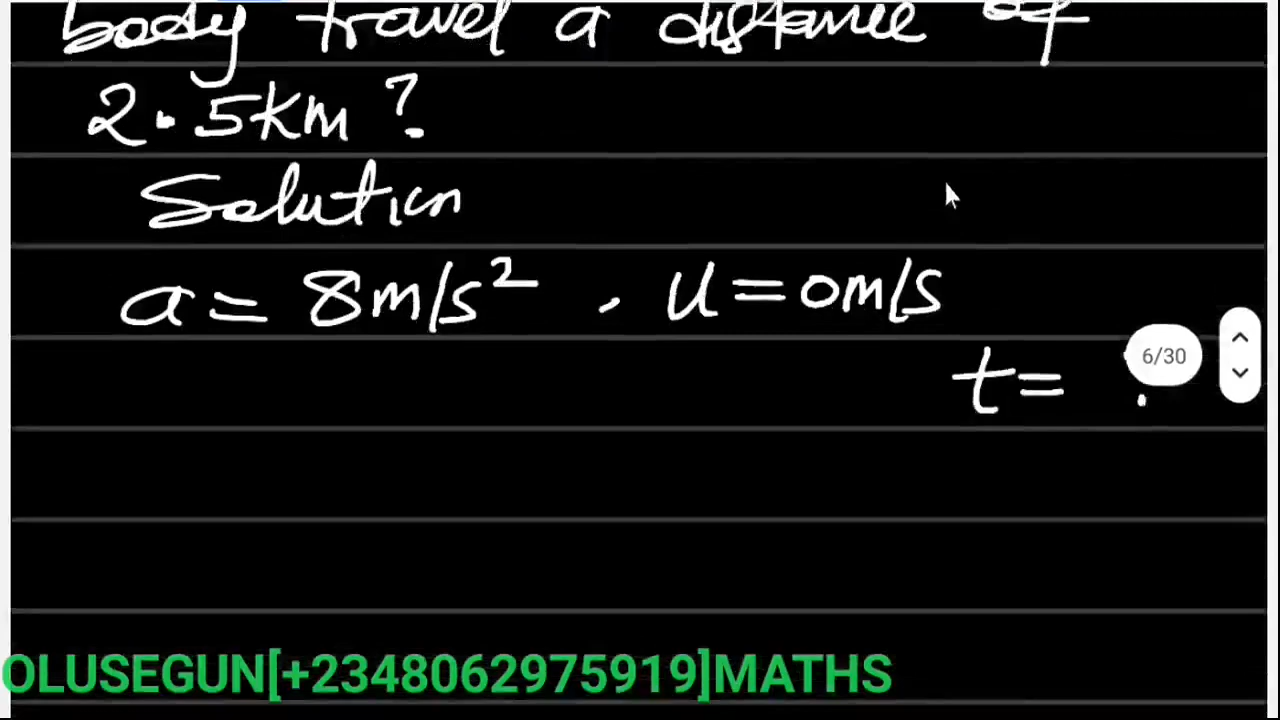 body travel a distance of
2.5km?
Solution
a = 8m/s², u = 0m/s
t = ?
6/30
OLUSEGUN[+2348062975919]MATHS